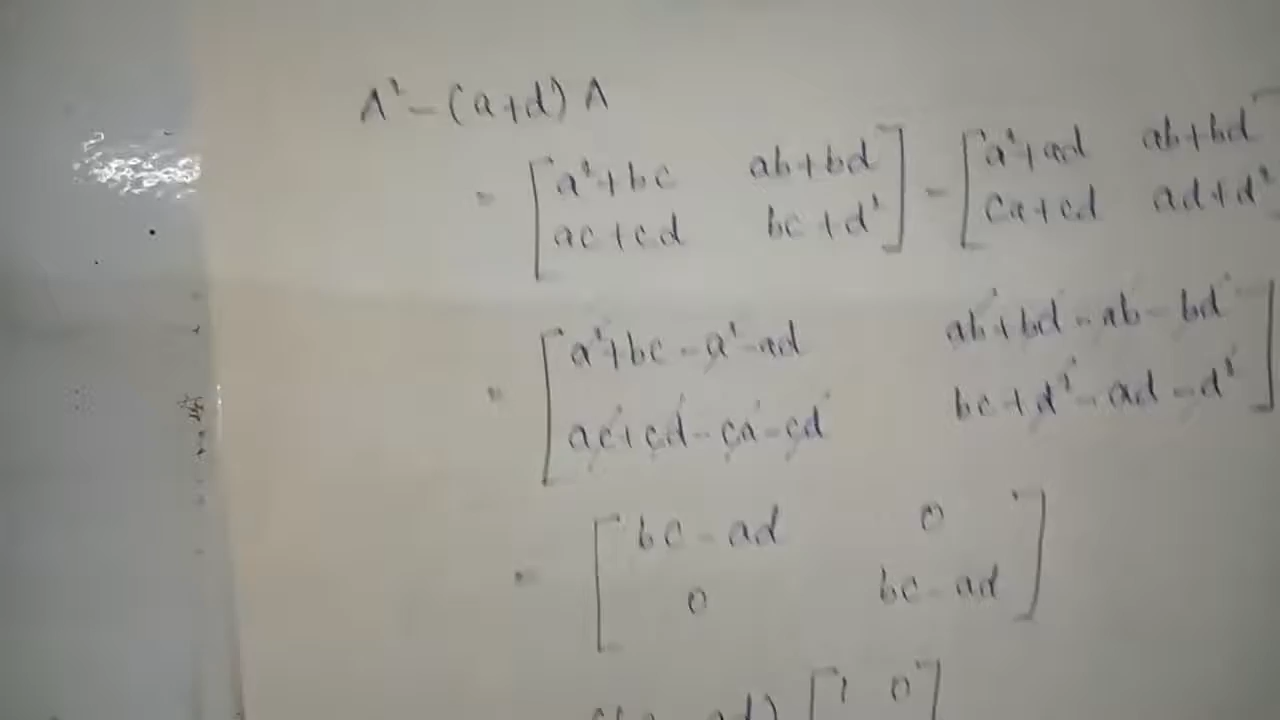 A² - (a+d) A
= [a²+bc ab+bd] - [a²+ad ab+bd]
[ac+cd bc+d²] [ca+cd ad+d²]
= [a²+bc-a²-ad ab+bd-ab-bd]
[ac+cd-ca-cd bc+d²-ad-d²]
= [bc-ad 0]
[0 bc-ad]
[1 0]